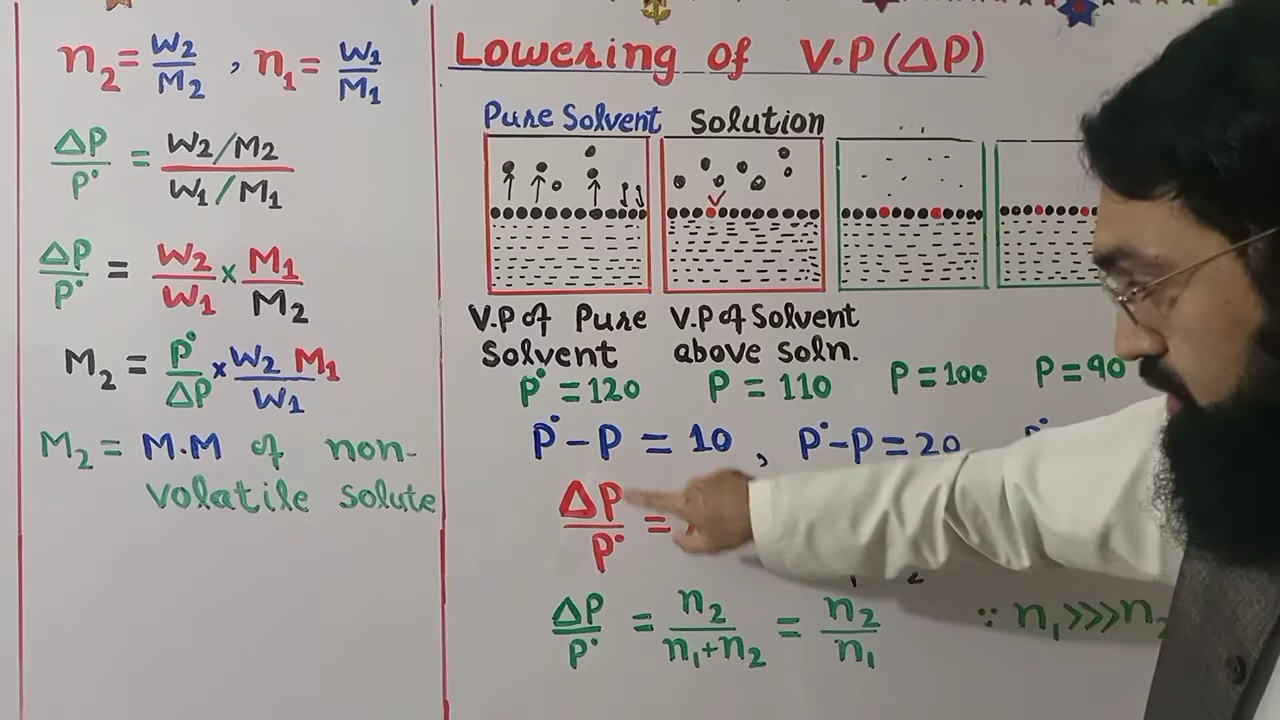 n₂ = W₂/M₂ , n₁ = W₁/M₁
ΔP/P° = W₂/M₂ / W₁/M₁
ΔP/P° = W₂/W₁ × M₁/M₂
M₂ = P°/ΔP × W₂ M₁/W₁
M₂ = M.M of non-
volatile solute
Lowering of V.P (ΔP)
Pure Solvent
Solution
V.P of Pure
Solvent
P° = 120
V.P of Solvent
above soln.
P = 110
P = 100
P = 90
P° - P = 10 , P° - P = 20
P°
ΔP/P° =
ΔP/P° = n₂/n₁+n₂ = n₂/n₁
∵ n₁ >>> n₂